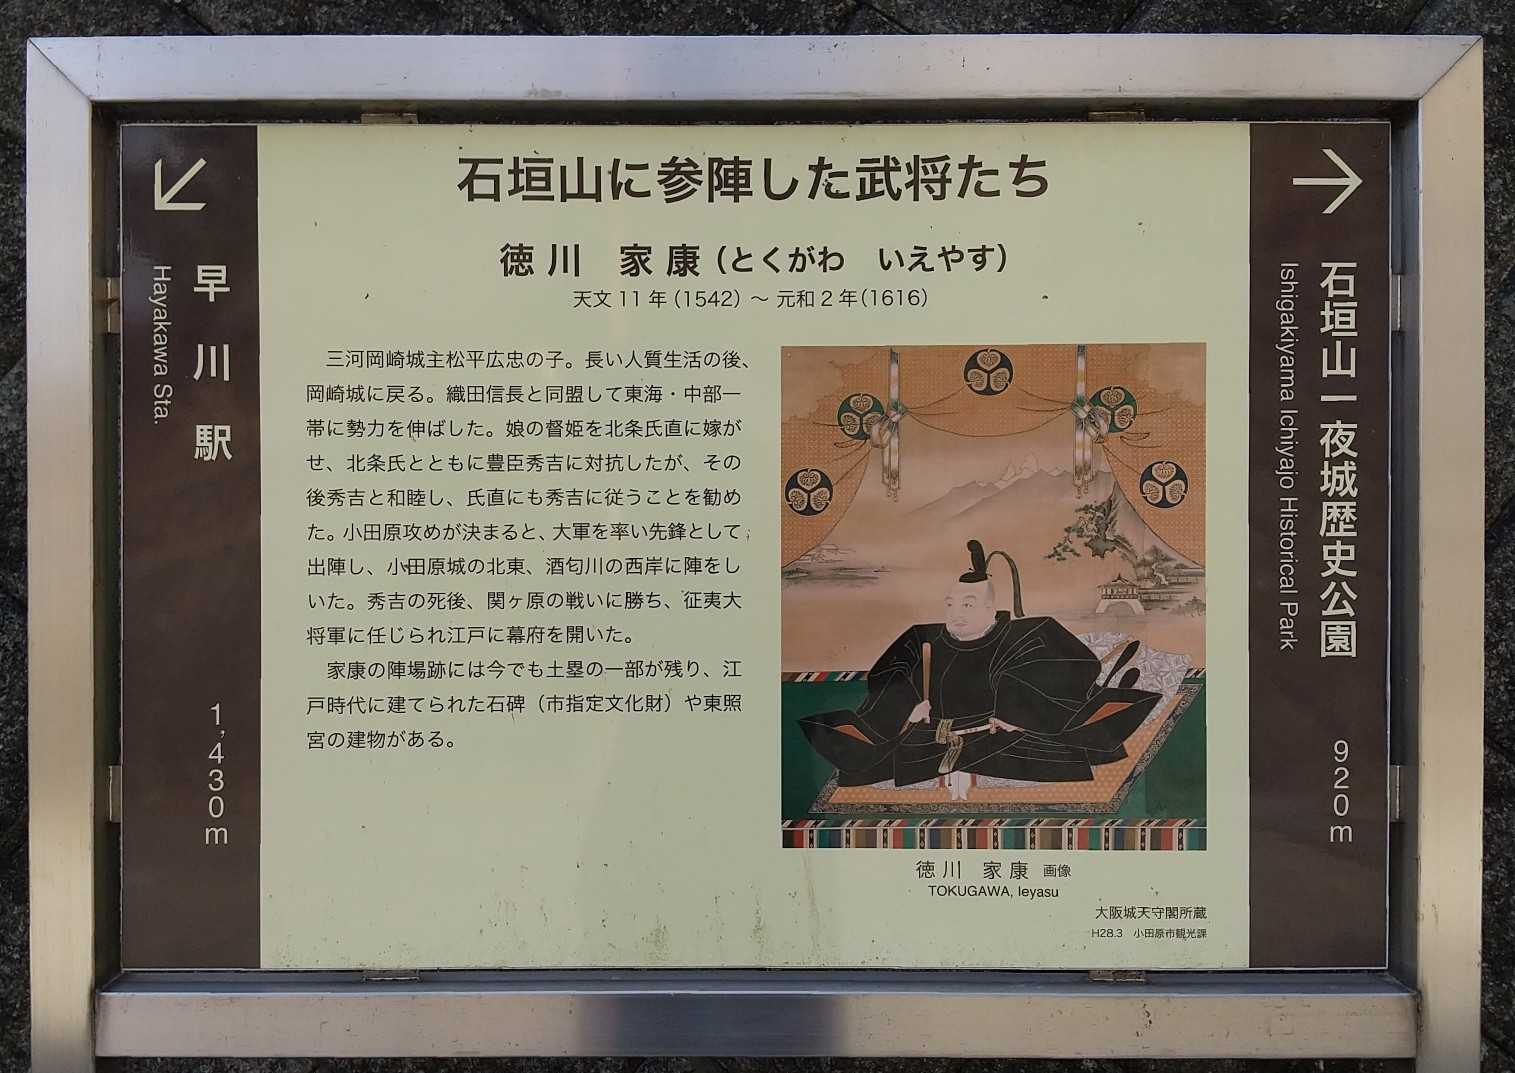 石垣山に参陣した武将たち
徳川 家康（とくがわ いえやす）
天文11年（1542）～ 元和2年（1616）
三河岡崎城主松平広忠の子。長い人質生活の後、
岡崎城に戻る。織田信長と同盟して東海・中部一
帯に勢力を伸ばした。娘の督姫を北条氏直に嫁が
せ、北条氏とともに豊臣秀吉に対抗したが、その
後秀吉と和睦し、氏直にも秀吉に従うことを勧め
た。小田原攻めが決まると、大軍を率い先鋒として
出陣し、小田原城の北東、酒匂川の西岸に陣をし
いた。秀吉の死後、関ヶ原の戦いに勝ち、征夷大
将軍に任じられ江戸に幕府を開いた。
家康の陣場跡には今でも土塁の一部が残り、江
戸時代に建てられた石碑（市指定文化財）や東照
宮の建物がある。
徳川 家康 画像
TOKUGAWA, Ieyasu
大阪城天守閣所蔵
H28.3 小田原市観光課
早川駅
Hayakawa Sta.
1,430m
石垣山一夜城歴史公園
Ishigakiyama Ichiyajo Historical Park
920m